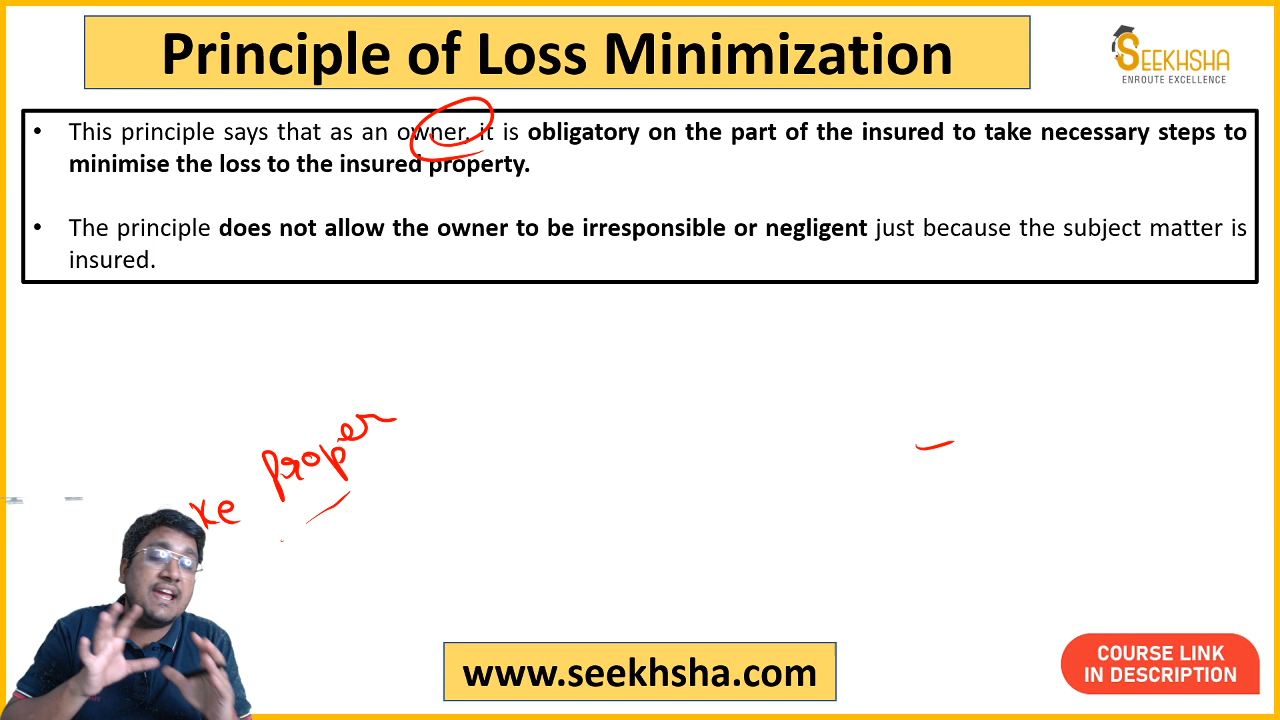 Principle of Loss Minimization
SEEKHSHA
ENROUTE EXCELLENCE
• This principle says that as an owner, it is obligatory on the part of the insured to take necessary steps to
minimise the loss to the insured property.
• The principle does not allow the owner to be irresponsible or negligent just because the subject matter is
insured.
proper
www.seekhsha.com
COURSE LINK
IN DESCRIPTION